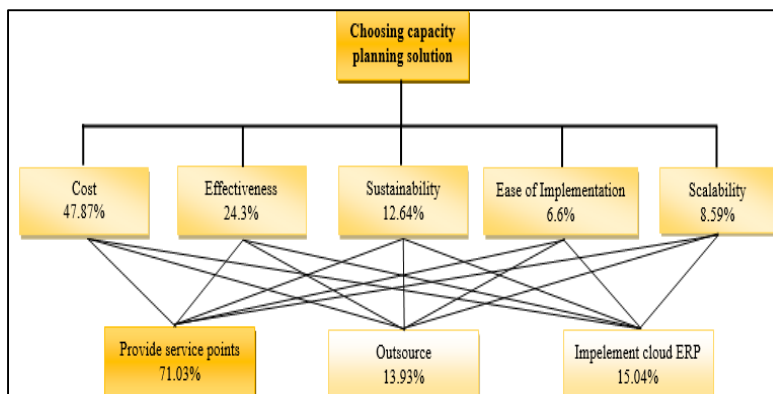 Choosing capacity
planning solution
Cost
47.87%
Effectiveness
24.3%
Sustainability
12.64%
Ease of Implementation
6.6%
Scalability
8.59%
Provide service points
71.03%
Outsource
13.93%
Impelement cloud ERP
15.04%